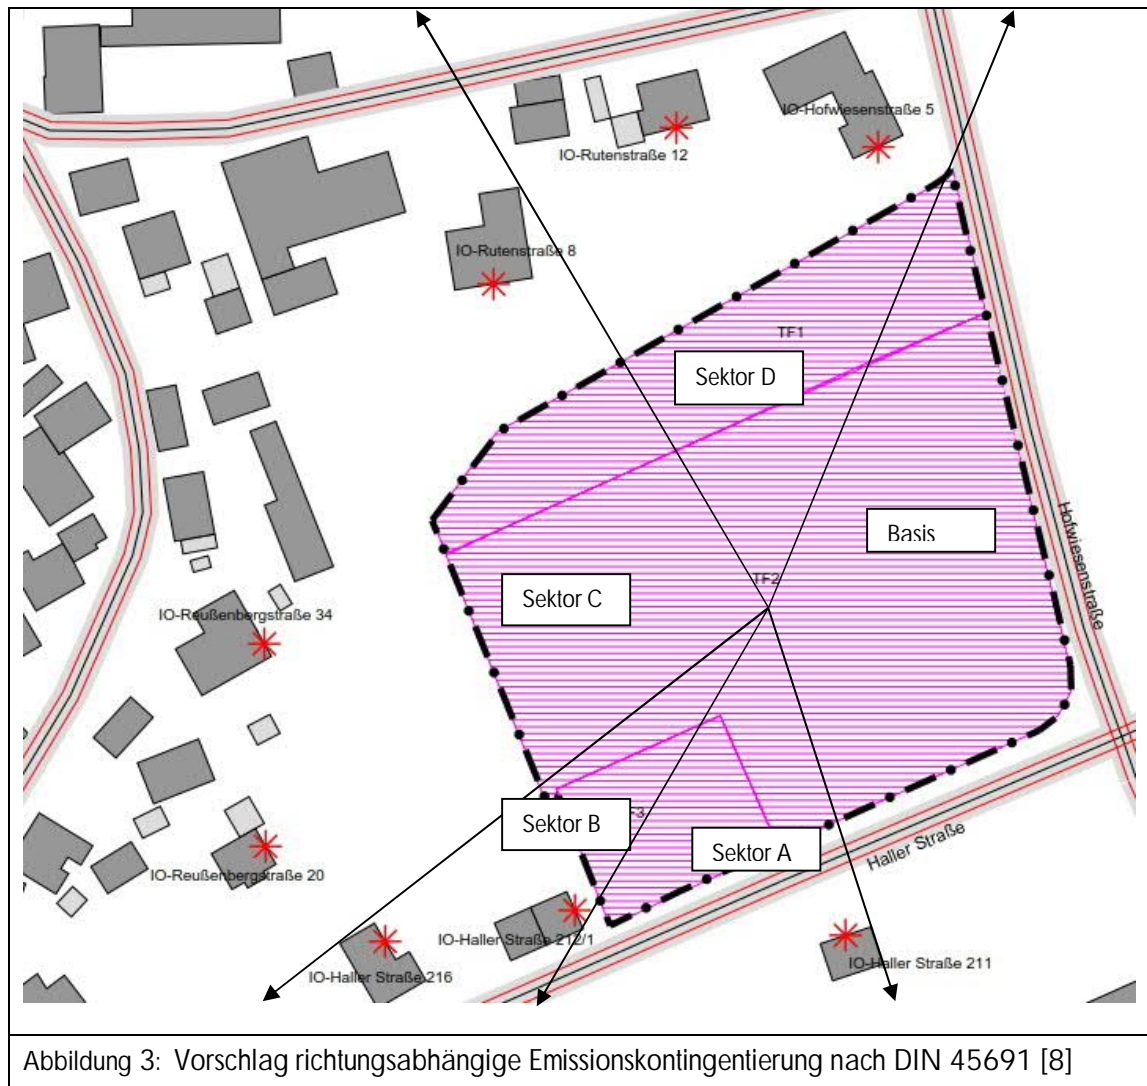 IO-Hofwiesenstraße 5
IO-Rutenstraße 12
IO-Rutenstraße 8
TF1
Sektor D
Basis
Hofwiesenstraße
TF2
Sektor C
IO-Reußenbergstraße 34
Sektor B
F3
Sektor A
Haller Straße
IO-Reußenbergstraße 20
IO-Haller Straße 212/1
IO-Haller Straße 216
IO-Haller Straße 211
Abbildung 3: Vorschlag richtungsabhängige Emissionskontingentierung nach DIN 45691 [8]